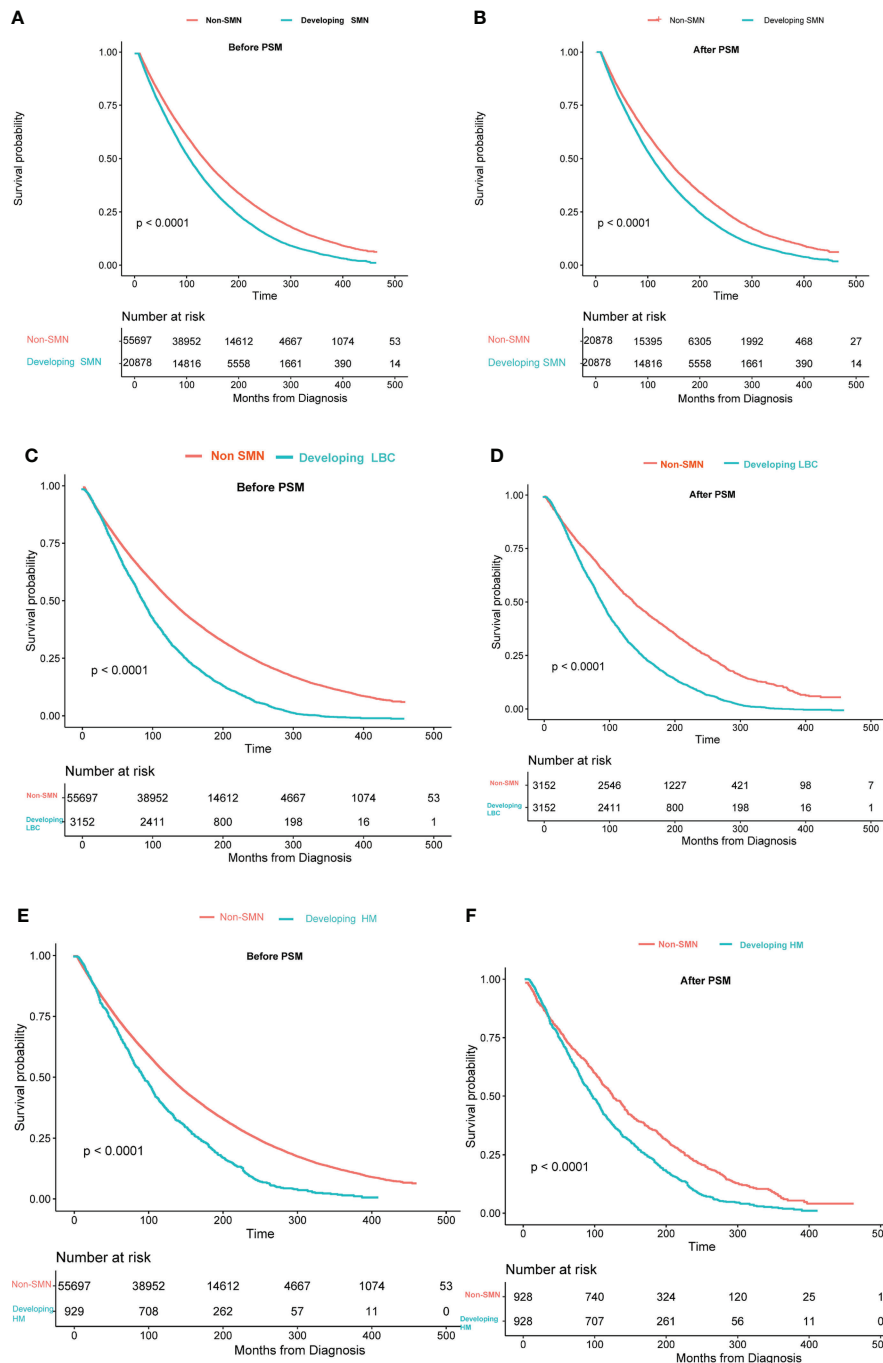 A
Non-SMN Developing SMN
Before PSM
1.00
0.75
0.50
0.25
0.00
Survival probability
p < 0.0001
0 100 200 300 400 500
Time
Number at risk
Non-SMN 55697 38952 14612 4667 1074 53
Developing SMN 20878 14816 5558 1661 390 14
0 100 200 300 400 500
Months from Diagnosis
B
Non-SMN Developing SMN
After PSM
1.00
0.75
0.50
0.25
0.00
Survival probability
p < 0.0001
0 100 200 300 400 500
Time
Number at risk
Non-SMN 20878 15395 6305 1992 468 27
Developing SMN 20878 14816 5558 1661 390 14
0 100 200 300 400 500
Months from Diagnosis
C
Non SMN Developing LBC
Before PSM
1.00
0.75
0.50
0.25
0.00
Survival probability
p < 0.0001
0 100 200 300 400 500
Time
Number at risk
Non-SMN 55697 38952 14612 4667 1074 53
Developing
LBC 3152 2411 800 198 16 1
0 100 200 300 400 500
Months from Diagnosis
D
Non-SMN Developing LBC
After PSM
1.00
0.75
0.50
0.25
0.00
Survival probability
p < 0.0001
0 100 200 300 400 500
Time
Number at risk
Non-SMN 3152 2546 1227 421 98 7
Developing
LBC 3152 2411 800 198 16 1
0 100 200 300 400 500
Months from Diagnosis
E
Non-SMN Developing HM
Before PSM
1.00
0.75
0.50
0.25
0.00
Survival probability
p < 0.0001
0 100 200 300 400 500
Time
Number at risk
Non-SMN 55697 38952 14612 4667 1074 53
Developing
HM 929 708 262 57 11 0
0 100 200 300 400 500
Months from Diagnosis
F
Non-SMN Developing HM
After PSM
1.00
0.75
0.50
0.25
0.00
Survival probability
p < 0.0001
0 100 200 300 400 50
Time
Number at risk
Non-SMN 928 740 324 120 25 1
Developing
HM 928 707 261 56 11 0
0 100 200 300 400 50
Months from Diagnosis